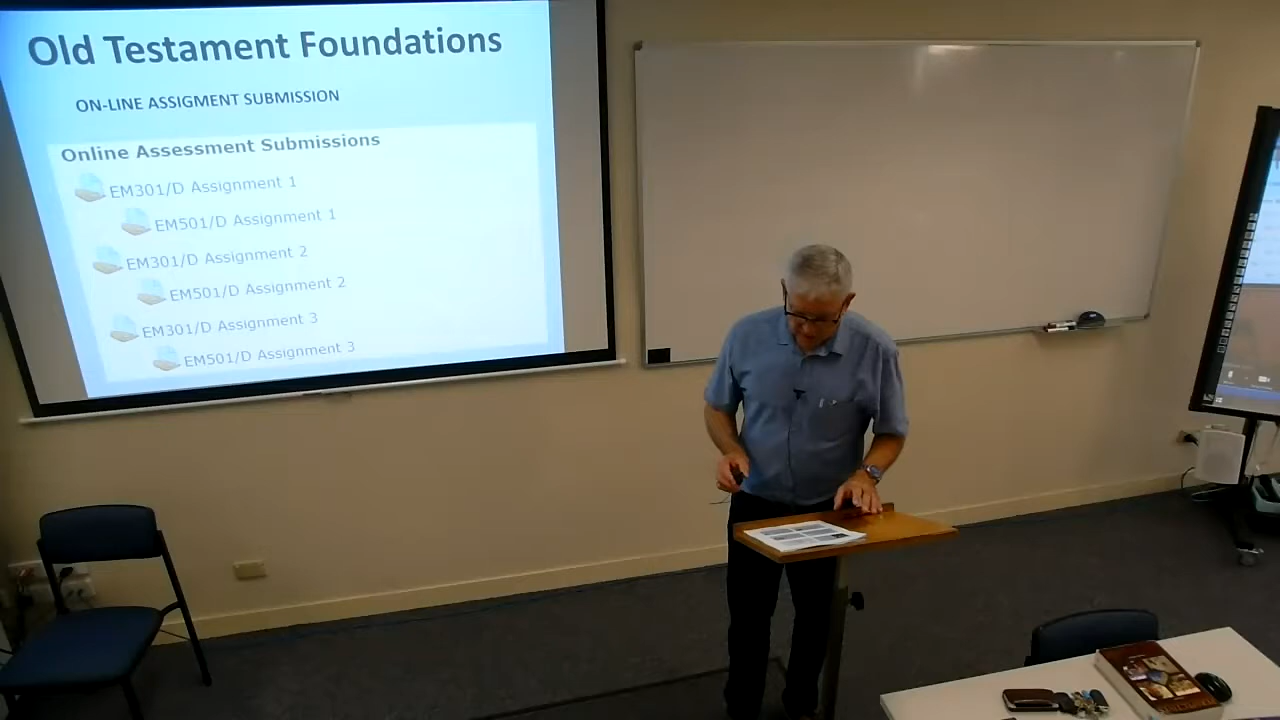 Old Testament Foundations
ON-LINE ASSIGMENT SUBMISSION
Online Assessment Submissions
EM301/D Assignment 1
EM501/D Assignment 1
EM301/D Assignment 2
EM501/D Assignment 2
EM301/D Assignment 3
EM501/D Assignment 3